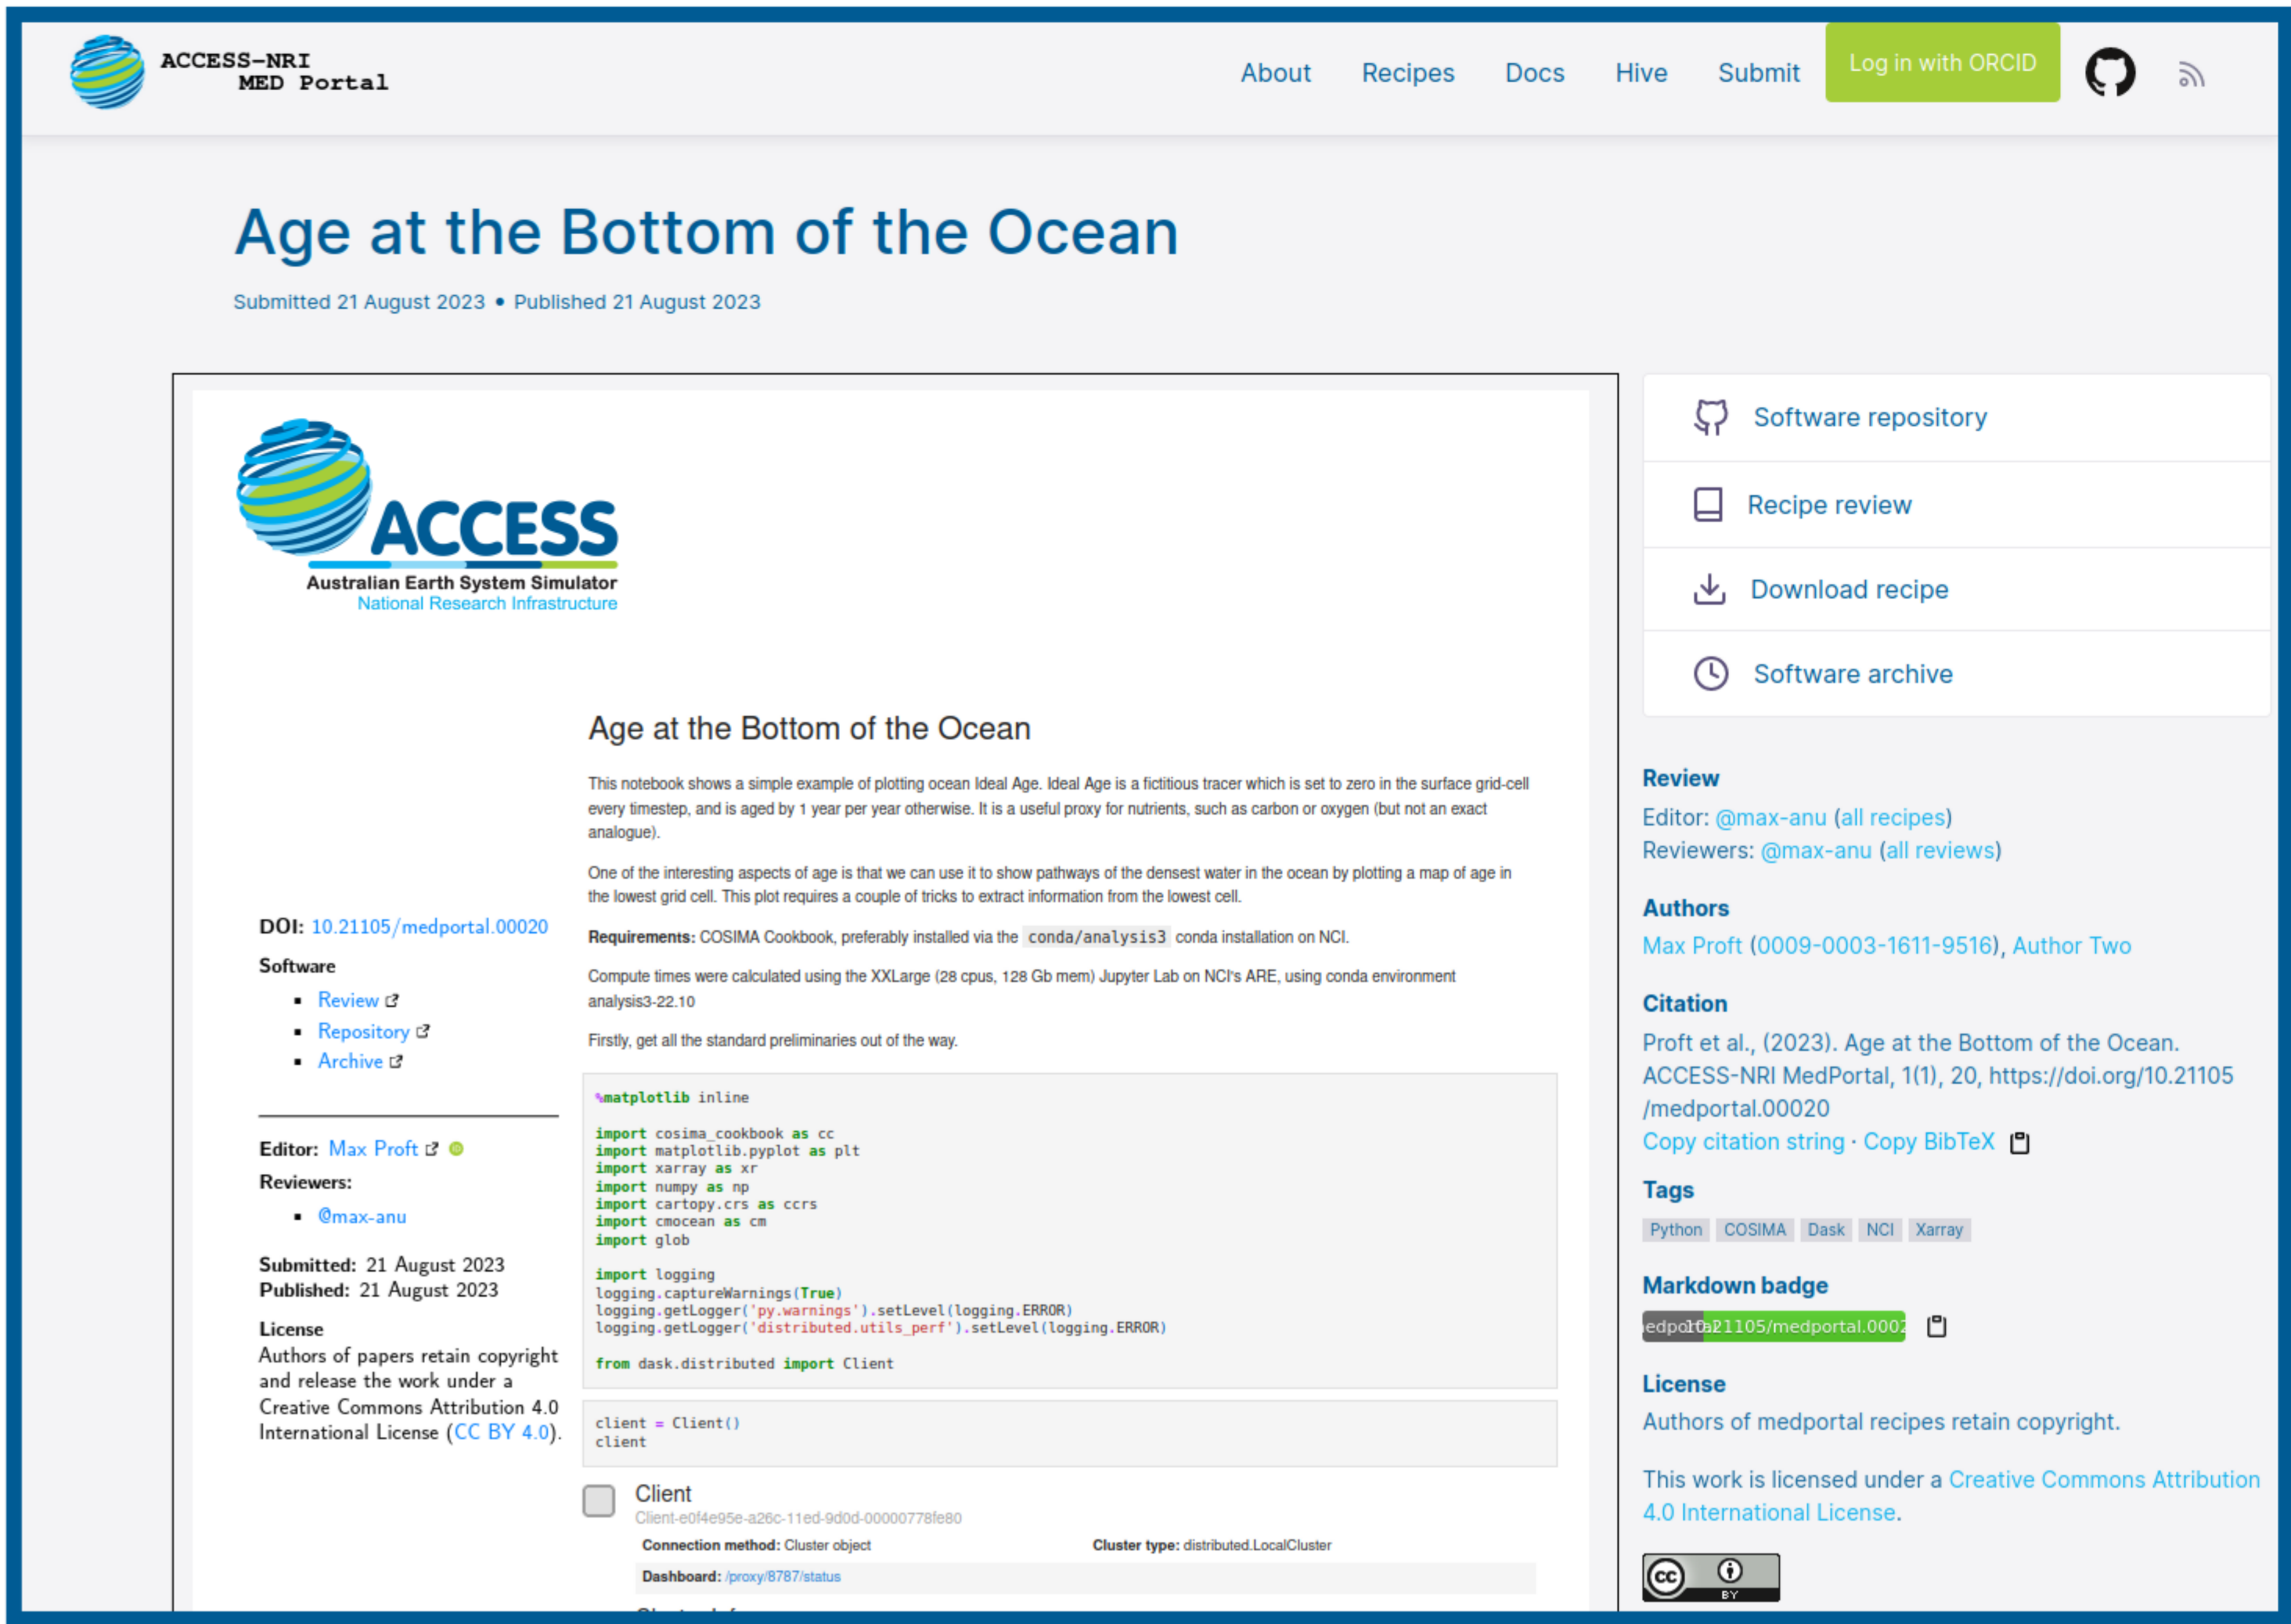 ACCESS-NRI
MED Portal
About
Recipes
Docs
Hive
Submit
Log in with ORCID
Age at the Bottom of the Ocean
Submitted 21 August 2023 • Published 21 August 2023
ACCESS
Australian Earth System Simulator
National Research Infrastructure
DOI: 10.21105/medportal.00020
Software
▪ Review
▪ Repository
▪ Archive
Editor: Max Proft
Reviewers:
▪ @max-anu
Submitted: 21 August 2023
Published: 21 August 2023
License
Authors of papers retain copyright
and release the work under a
Creative Commons Attribution 4.0
International License (CC BY 4.0).
Age at the Bottom of the Ocean
This notebook shows a simple example of plotting ocean Ideal Age. Ideal Age is a fictitious tracer which is set to zero in the surface grid-cell
every timestep, and is aged by 1 year per year otherwise. It is a useful proxy for nutrients, such as carbon or oxygen (but not an exact
analogue).
One of the interesting aspects of age is that we can use it to show pathways of the densest water in the ocean by plotting a map of age in
the lowest grid cell. This plot requires a couple of tricks to extract information from the lowest cell.
Requirements: COSIMA Cookbook, preferably installed via the conda/analysis3 conda installation on NCI.
Compute times were calculated using the XXLarge (28 cpus, 128 Gb mem) Jupyter Lab on NCI's ARE, using conda environment
analysis3-22.10
Firstly, get all the standard preliminaries out of the way.
%matplotlib inline
import cosima_cookbook as cc
import matplotlib.pyplot as plt
import xarray as xr
import numpy as np
import cartopy.crs as ccrs
import cmocean as cm
import glob
import logging
logging.captureWarnings(True)
logging.getLogger('py.warnings').setLevel(logging.ERROR)
logging.getLogger('distributed.utils_perf').setLevel(logging.ERROR)
from dask.distributed import Client
client = Client()
client
Client
Client-e0f4e95e-a26c-11ed-9d0d-00000778fe80
Connection method: Cluster object
Cluster type: distributed.LocalCluster
Dashboard: /proxy/8787/status
Software repository
Recipe review
Download recipe
Software archive
Review
Editor: @max-anu (all recipes)
Reviewers: @max-anu (all reviews)
Authors
Max Proft (0009-0003-1611-9516), Author Two
Citation
Proft et al., (2023). Age at the Bottom of the Ocean.
ACCESS-NRI MedPortal, 1(1), 20, https://doi.org/10.21105
/medportal.00020
Copy citation string · Copy BibTeX
Tags
Python COSIMA Dask NCI Xarray
Markdown badge
21105/medportal.0002
License
Authors of medportal recipes retain copyright.
This work is licensed under a Creative Commons Attribution
4.0 International License.
cc
BY